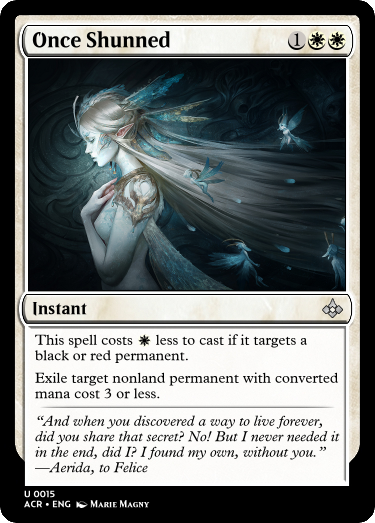 Once Shunned 1
Instant
This spell costs less to cast if it targets a
black or red permanent.
Exile target nonland permanent with converted
mana cost 3 or less.
“And when you discovered a way to live forever,
did you share that secret? No! But I never needed it
in the end, did I? I found my own, without you.”
—Aerida, to Felice
U 0015
ACR • ENG Marie Magny